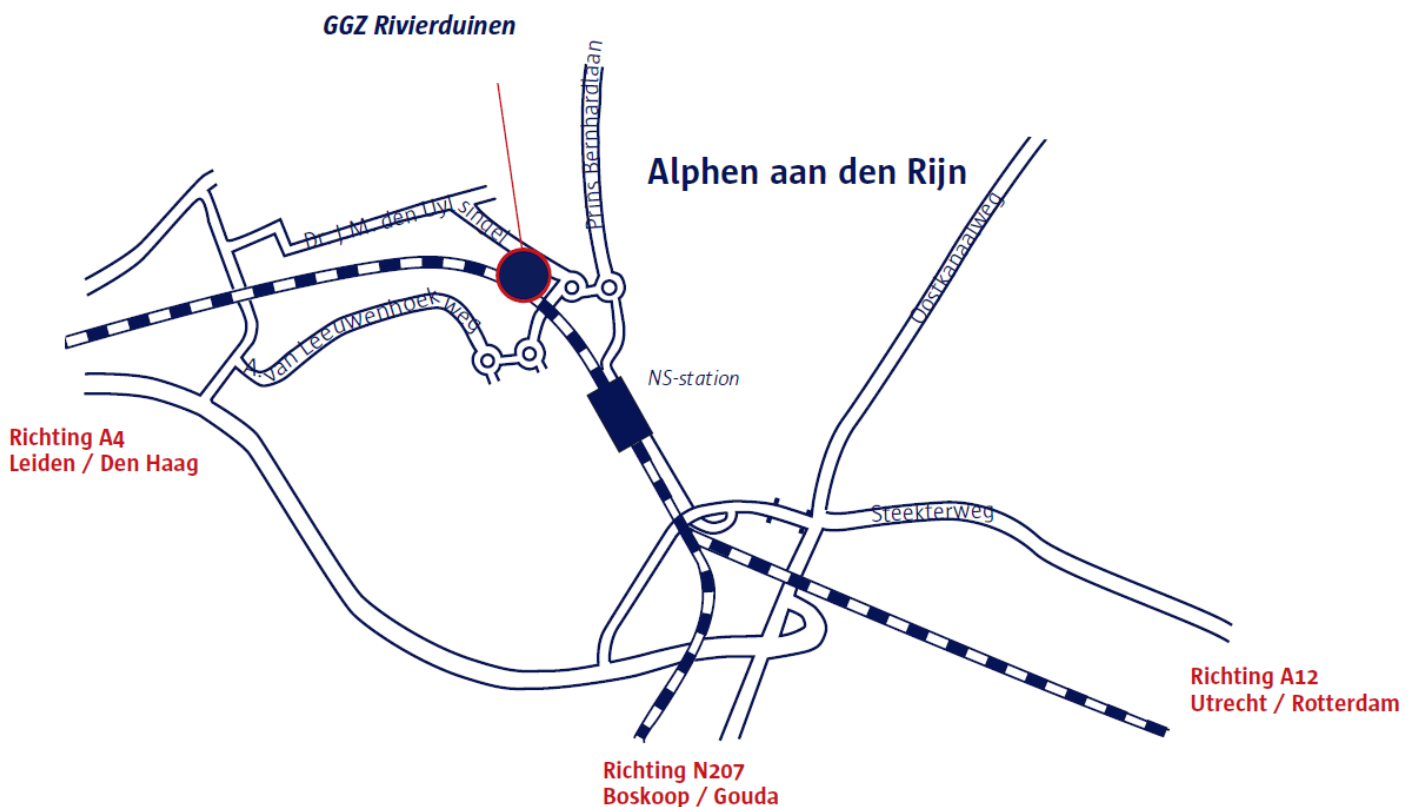 GGZ Rivierduinen
Prins Bernhardlaan
Alphen aan den Rijn
Dr. J.M. den Uyl singel
Oostkanaalweg
A. van Leeuwenhoek weg
NS-station
Richting A4
Leiden / Den Haag
Steekterweg
Richting A12
Utrecht / Rotterdam
Richting N207
Boskoop / Gouda